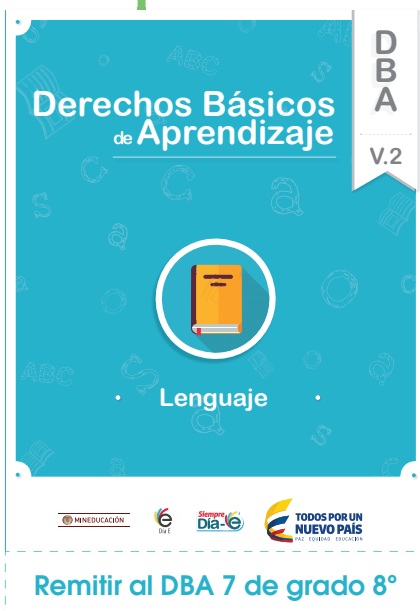 D
B
A
V.2
Derechos Básicos
de Aprendizaje
Lenguaje
MINEDUCACIÓN
Día E
Siempre
Día-e
TODOS POR UN
NUEVO PAÍS
PAZ EQUIDAD EDUCACIÓN
Remitir al DBA 7 de grado 8°